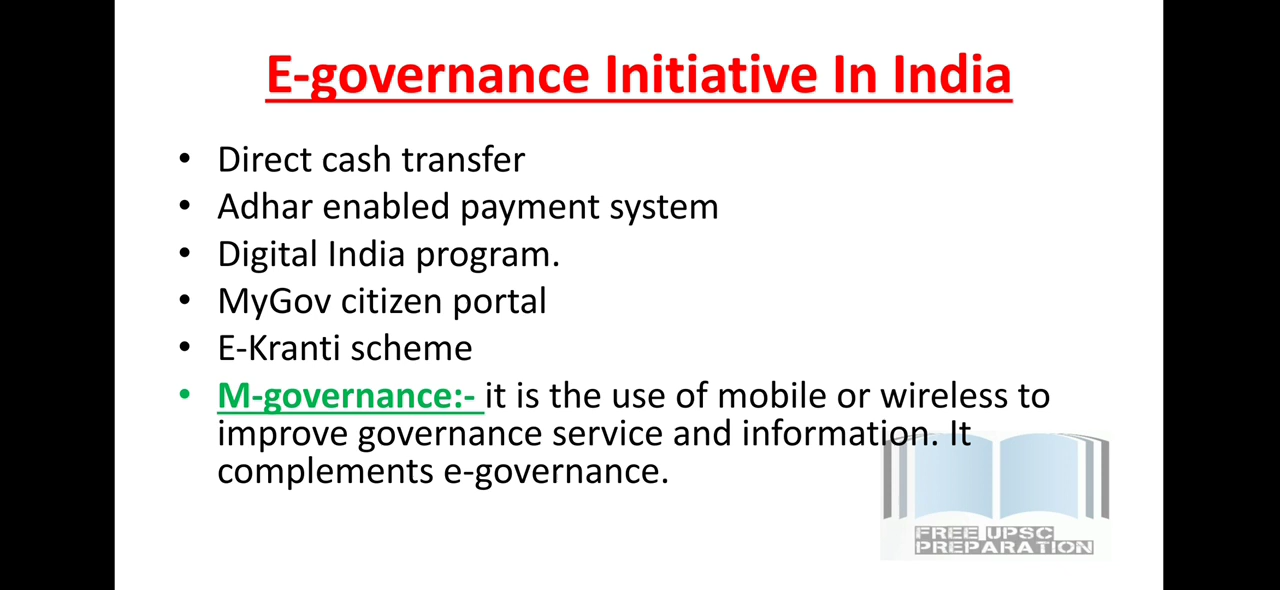 E-governance Initiative In India
• Direct cash transfer
• Adhar enabled payment system
• Digital India program.
• MyGov citizen portal
• E-Kranti scheme
• M-governance:- it is the use of mobile or wireless to
improve governance service and information. It
complements e-governance.
FREE UPSC
PREPARATION